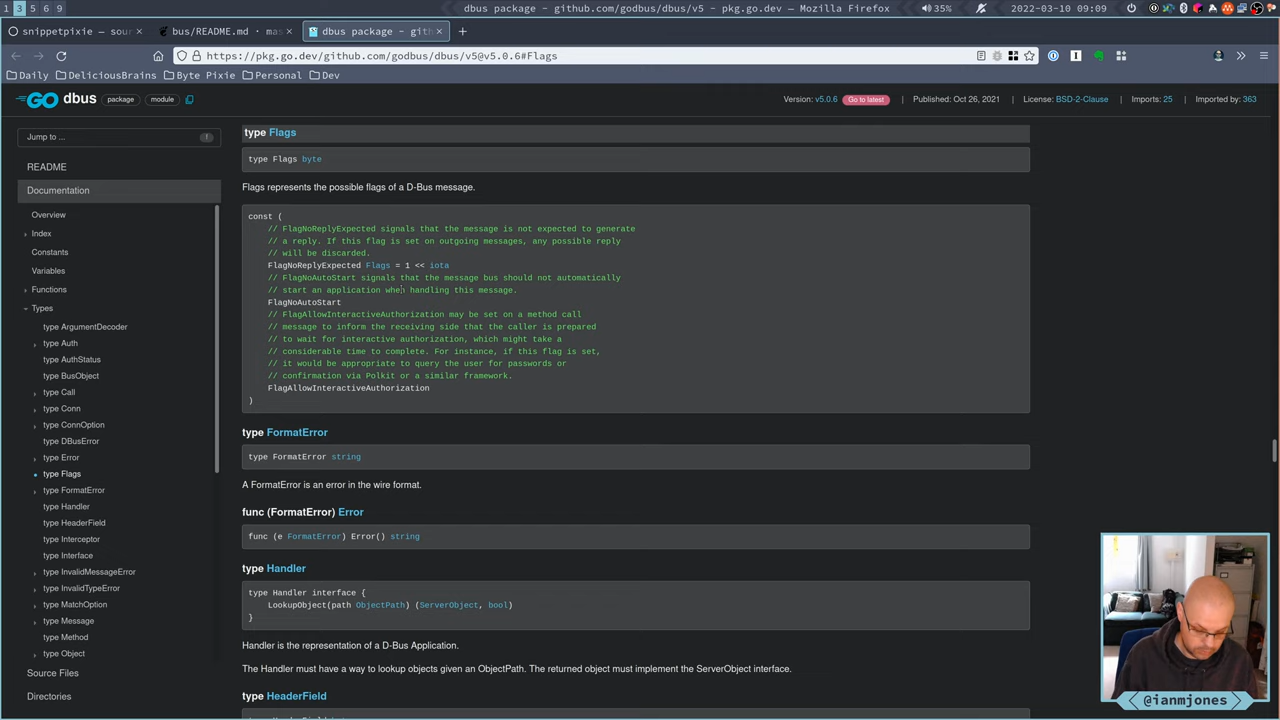 1 2 3 5 6 9
dbus package - github.com/godbus/dbus/v5 - pkg.go.dev — Mozilla Firefox
35%
2022-03-10 09:09
snippetpixie — sour
bus/README.md · mas
dbus package - gith
https://pkg.go.dev/github.com/godbus/dbus/v5@v5.0.6#Flags
Daily
DeliciousBrains
Byte Pixie
Personal
Dev
GO
dbus
package
module
Version: v5.0.6
Go to latest
Published: Oct 26, 2021
License: BSD-2-Clause
Imports: 25
Imported by: 363
Jump to ...
f
README
Documentation
Overview
Index
Constants
Variables
Functions
Types
type ArgumentDecoder
type Auth
type AuthStatus
type BusObject
type Call
type Conn
type ConnOption
type DBusError
type Error
type Flags
type FormatError
type Handler
type HeaderField
type Interceptor
type Interface
type InvalidMessageError
type InvalidTypeError
type MatchOption
type Message
type Method
type Object
Source Files
Directories
type Flags
type Flags byte
Flags represents the possible flags of a D-Bus message.
const (
// FlagNoReplyExpected signals that the message is not expected to generate
// a reply. If this flag is set on outgoing messages, any possible reply
// will be discarded.
FlagNoReplyExpected Flags = 1 << iota
// FlagNoAutoStart signals that the message bus should not automatically
// start an application when handling this message.
FlagNoAutoStart
// FlagAllowInteractiveAuthorization may be set on a method call
// message to inform the receiving side that the caller is prepared
// to wait for interactive authorization, which might take a
// considerable time to complete. For instance, if this flag is set,
// it would be appropriate to query the user for passwords or
// confirmation via Polkit or a similar framework.
FlagAllowInteractiveAuthorization
)
type FormatError
type FormatError string
A FormatError is an error in the wire format.
func (FormatError) Error
func (e FormatError) Error() string
type Handler
type Handler interface {
LookupObject(path ObjectPath) (ServerObject, bool)
}
Handler is the representation of a D-Bus Application.
The Handler must have a way to lookup objects given an ObjectPath. The returned object must implement the ServerObject interface.
type HeaderField
@ianmjones